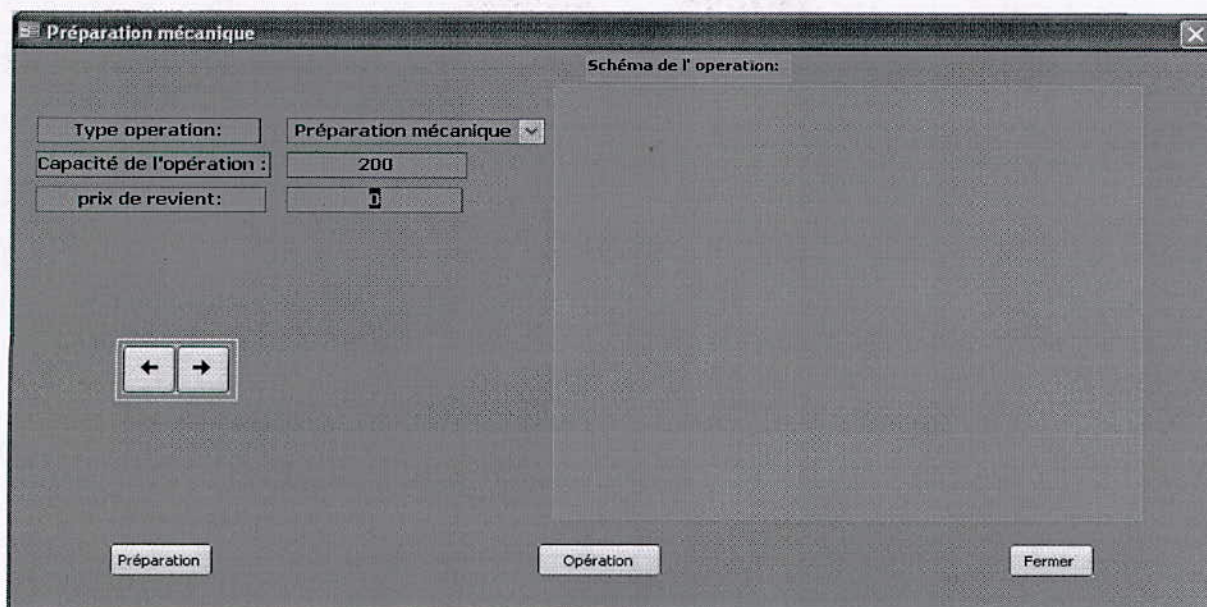 Préparation mécanique
Schéma de l' operation:
Type operation: Préparation mécanique
Capacité de l'opération : 200
prix de revient: 0
Préparation Opération Fermer